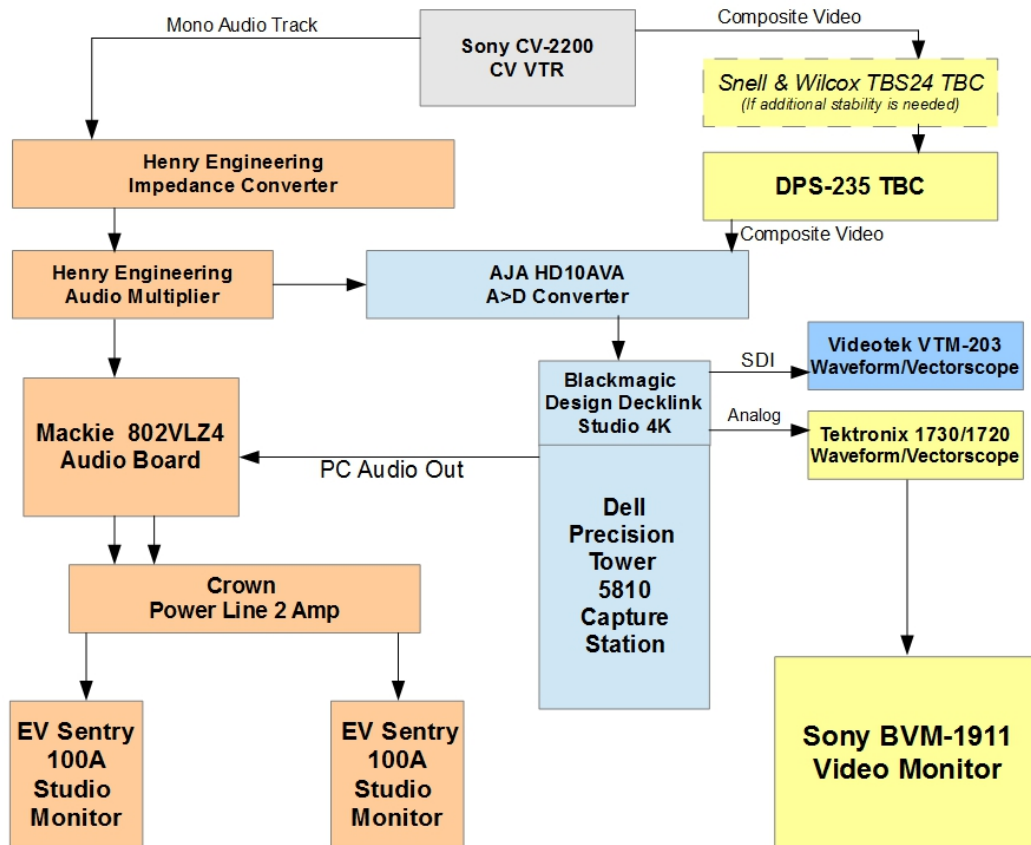 Mono Audio Track
Composite Video
Sony CV-2200
CV VTR
Snell & Wilcox TBS24 TBC
(If additional stability is needed)
Henry Engineering
Impedance Converter
DPS-235 TBC
Composite Video
Henry Engineering
Audio Multiplier
AJA HD10AVA
A>D Converter
Blackmagic
Design Decklink
Studio 4K
SDI
Videotek VTM-203
Waveform/Vectorscope
Analog
Tektronix 1730/1720
Waveform/Vectorscope
Mackie 802VLZ4
Audio Board
PC Audio Out
Dell
Precision
Tower
5810
Capture
Station
Crown
Power Line 2 Amp
EV Sentry
100A
Studio
Monitor
EV Sentry
100A
Studio
Monitor
Sony BVM-1911
Video Monitor